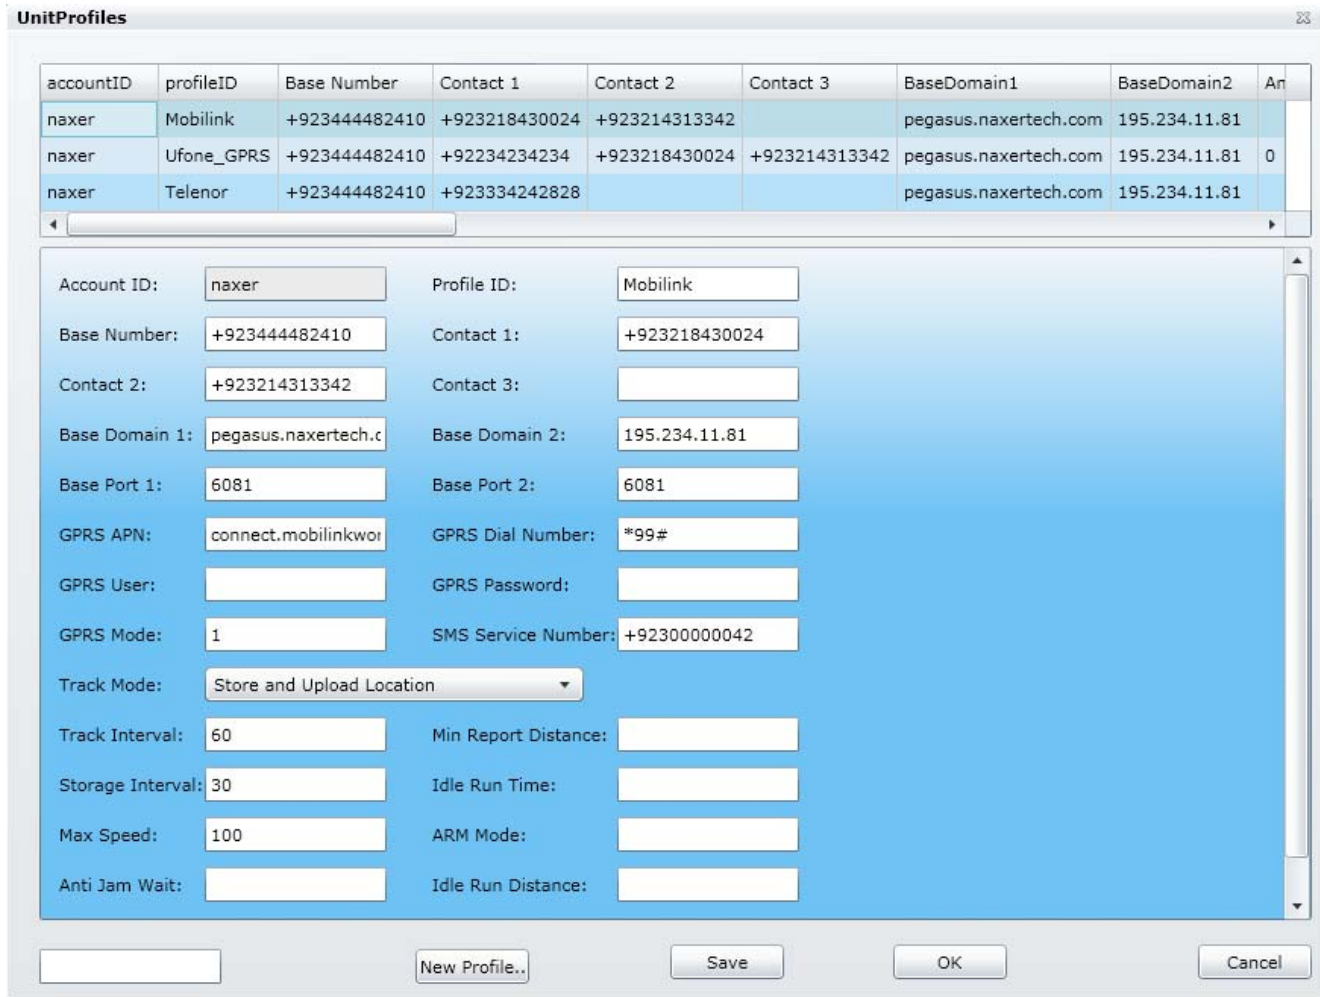 UnitProfiles
accountID profileID Base Number Contact 1 Contact 2 Contact 3 BaseDomain1 BaseDomain2 An
naxer Mobilink +923444482410 +923218430024 +923214313342 pegasus.naxertech.com 195.234.11.81
naxer Ufone_GPRS +923444482410 +92234234234 +923218430024 +923214313342 pegasus.naxertech.com 195.234.11.81 0
naxer Telenor +923444482410 +923334242828 pegasus.naxertech.com 195.234.11.81
Account ID: naxer Profile ID: Mobilink
Base Number: +923444482410 Contact 1: +923218430024
Contact 2: +923214313342 Contact 3:
Base Domain 1: pegasus.naxertech.c Base Domain 2: 195.234.11.81
Base Port 1: 6081 Base Port 2: 6081
GPRS APN: connect.mobilinkwor GPRS Dial Number: *99#
GPRS User: GPRS Password:
GPRS Mode: 1 SMS Service Number: +92300000042
Track Mode: Store and Upload Location
Track Interval: 60 Min Report Distance:
Storage Interval: 30 Idle Run Time:
Max Speed: 100 ARM Mode:
Anti Jam Wait: Idle Run Distance:
New Profile.. Save OK Cancel